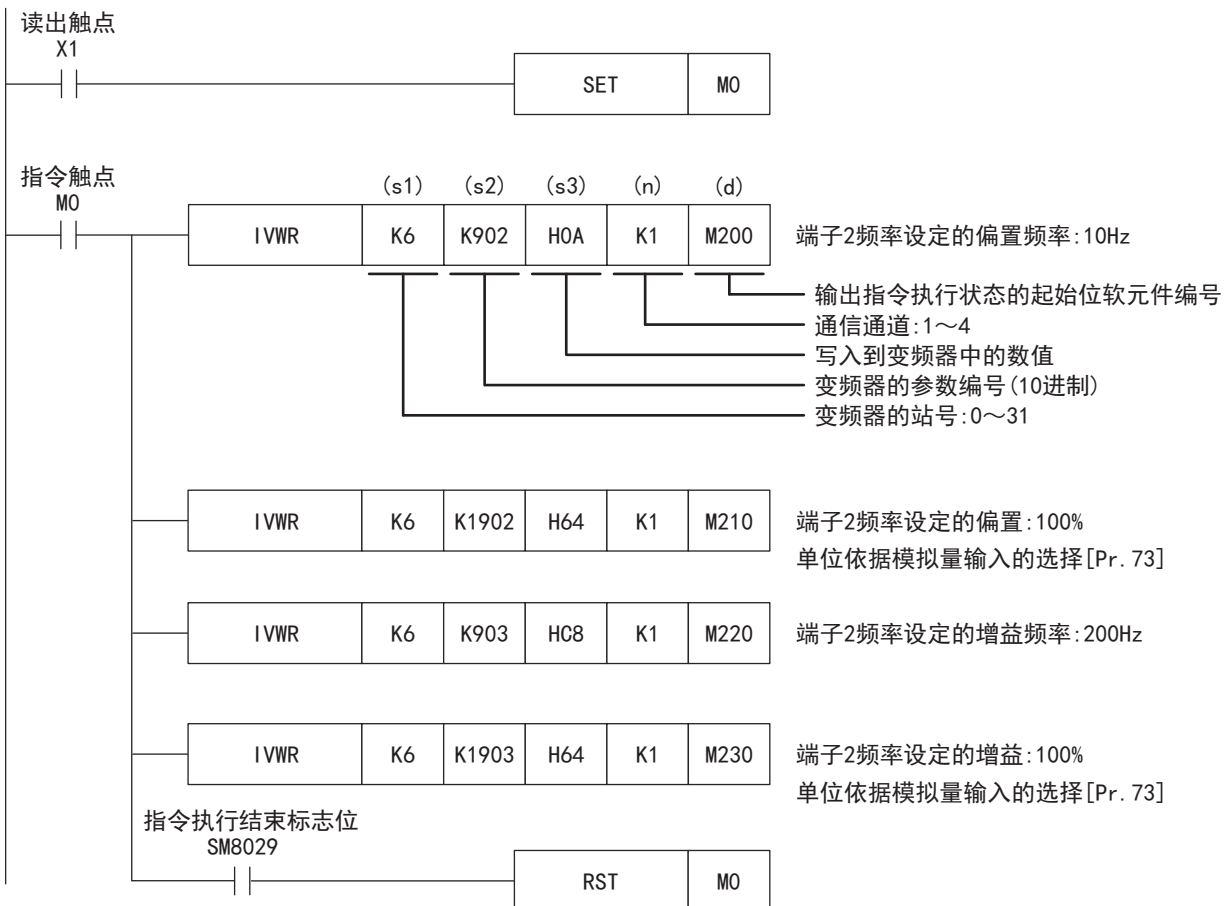 读出触点
X1
SET M0
指令触点
M0
(s1) (s2) (s3) (n) (d)
IVWR K6 K902 H0A K1 M200 端子2频率设定的偏置频率:10Hz
输出指令执行状态的起始位软元件编号
通信通道:1～4
写入到变频器中的数值
变频器的参数编号(10进制)
变频器的站号:0～31
IVWR K6 K1902 H64 K1 M210 端子2频率设定的偏置:100%
单位依据模拟量输入的选择[Pr.73]
IVWR K6 K903 HC8 K1 M220 端子2频率设定的增益频率:200Hz
IVWR K6 K1903 H64 K1 M230 端子2频率设定的增益:100%
单位依据模拟量输入的选择[Pr.73]
指令执行结束标志位
SM8029
RST M0